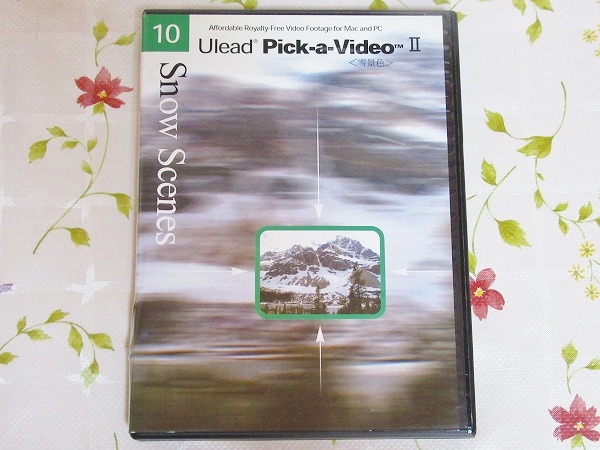 10
Affordable Royalty-Free Video Footage for Mac and PC
Ulead® Pick-a-Video™ II
<雪景色>
Snow Scenes